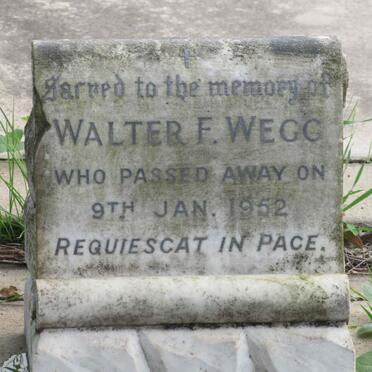 Sacred to the memory of
WALTER F. WEGG
WHO PASSED AWAY ON
9TH JAN. 1952
REQUIESCAT IN PACE.